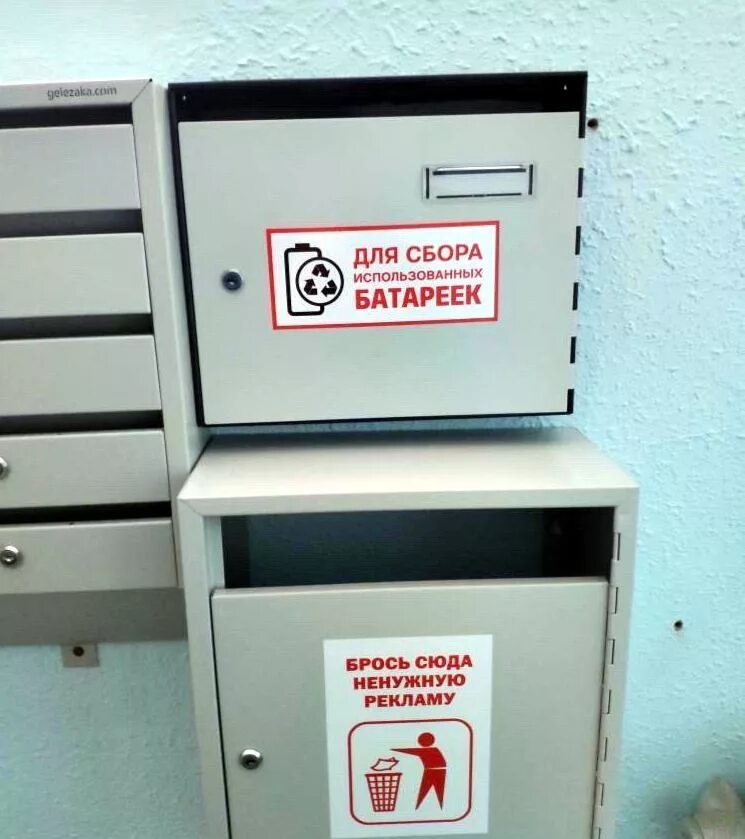 gelezaka.com
ДЛЯ СБОРА
ИСПОЛЬЗОВАННЫХ
БАТАРЕЕК
БРОСЬ СЮДА
НЕНУЖНУЮ
РЕКЛАМУ